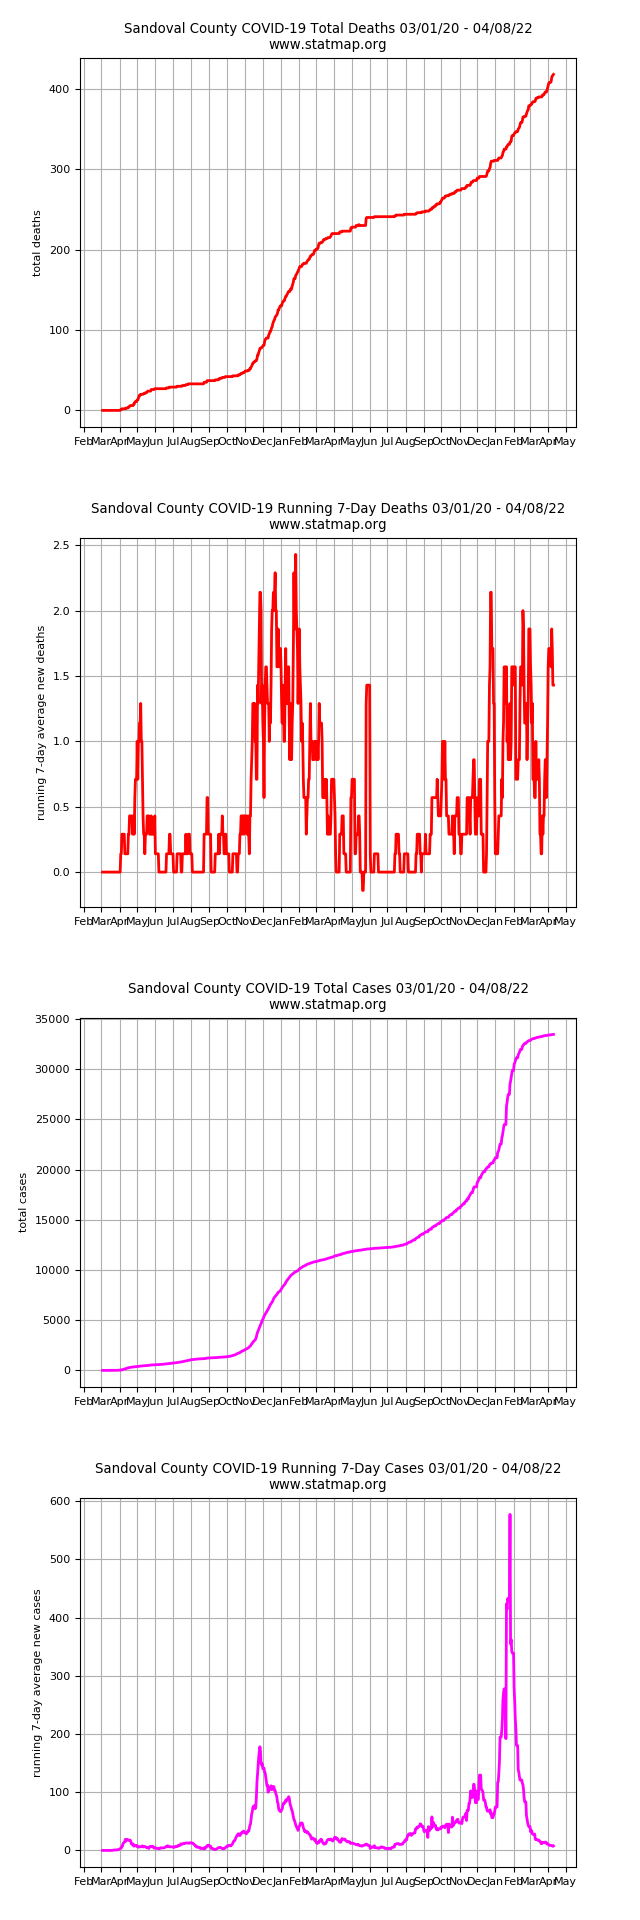 Sandoval County COVID-19 Total Deaths 03/01/20 - 04/08/22
www.statmap.org
400
300
200
100
0
total deaths
Feb Mar Apr May Jun Jul Aug Sep Oct Nov Dec Jan Feb Mar Apr May Jun Jul Aug Sep Oct Nov Dec Jan Feb Mar Apr May
Sandoval County COVID-19 Running 7-Day Deaths 03/01/20 - 04/08/22
www.statmap.org
2.5
2.0
1.5
1.0
0.5
0.0
running 7-day average new deaths
Feb Mar Apr May Jun Jul Aug Sep Oct Nov Dec Jan Feb Mar Apr May Jun Jul Aug Sep Oct Nov Dec Jan Feb Mar Apr May
Sandoval County COVID-19 Total Cases 03/01/20 - 04/08/22
www.statmap.org
35000
30000
25000
20000
15000
10000
5000
0
total cases
Feb Mar Apr May Jun Jul Aug Sep Oct Nov Dec Jan Feb Mar Apr May Jun Jul Aug Sep Oct Nov Dec Jan Feb Mar Apr May
Sandoval County COVID-19 Running 7-Day Cases 03/01/20 - 04/08/22
www.statmap.org
600
500
400
300
200
100
0
running 7-day average new cases
Feb Mar Apr May Jun Jul Aug Sep Oct Nov Dec Jan Feb Mar Apr May Jun Jul Aug Sep Oct Nov Dec Jan Feb Mar Apr May